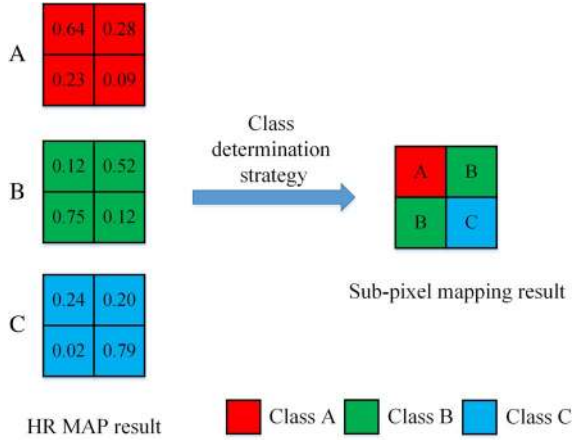 A
0.64 0.28
0.23 0.09
B
0.12 0.52
0.75 0.12
C
0.24 0.20
0.02 0.79
HR MAP result
Class
determination
strategy
A B
B C
Sub-pixel mapping result
Class A Class B Class C